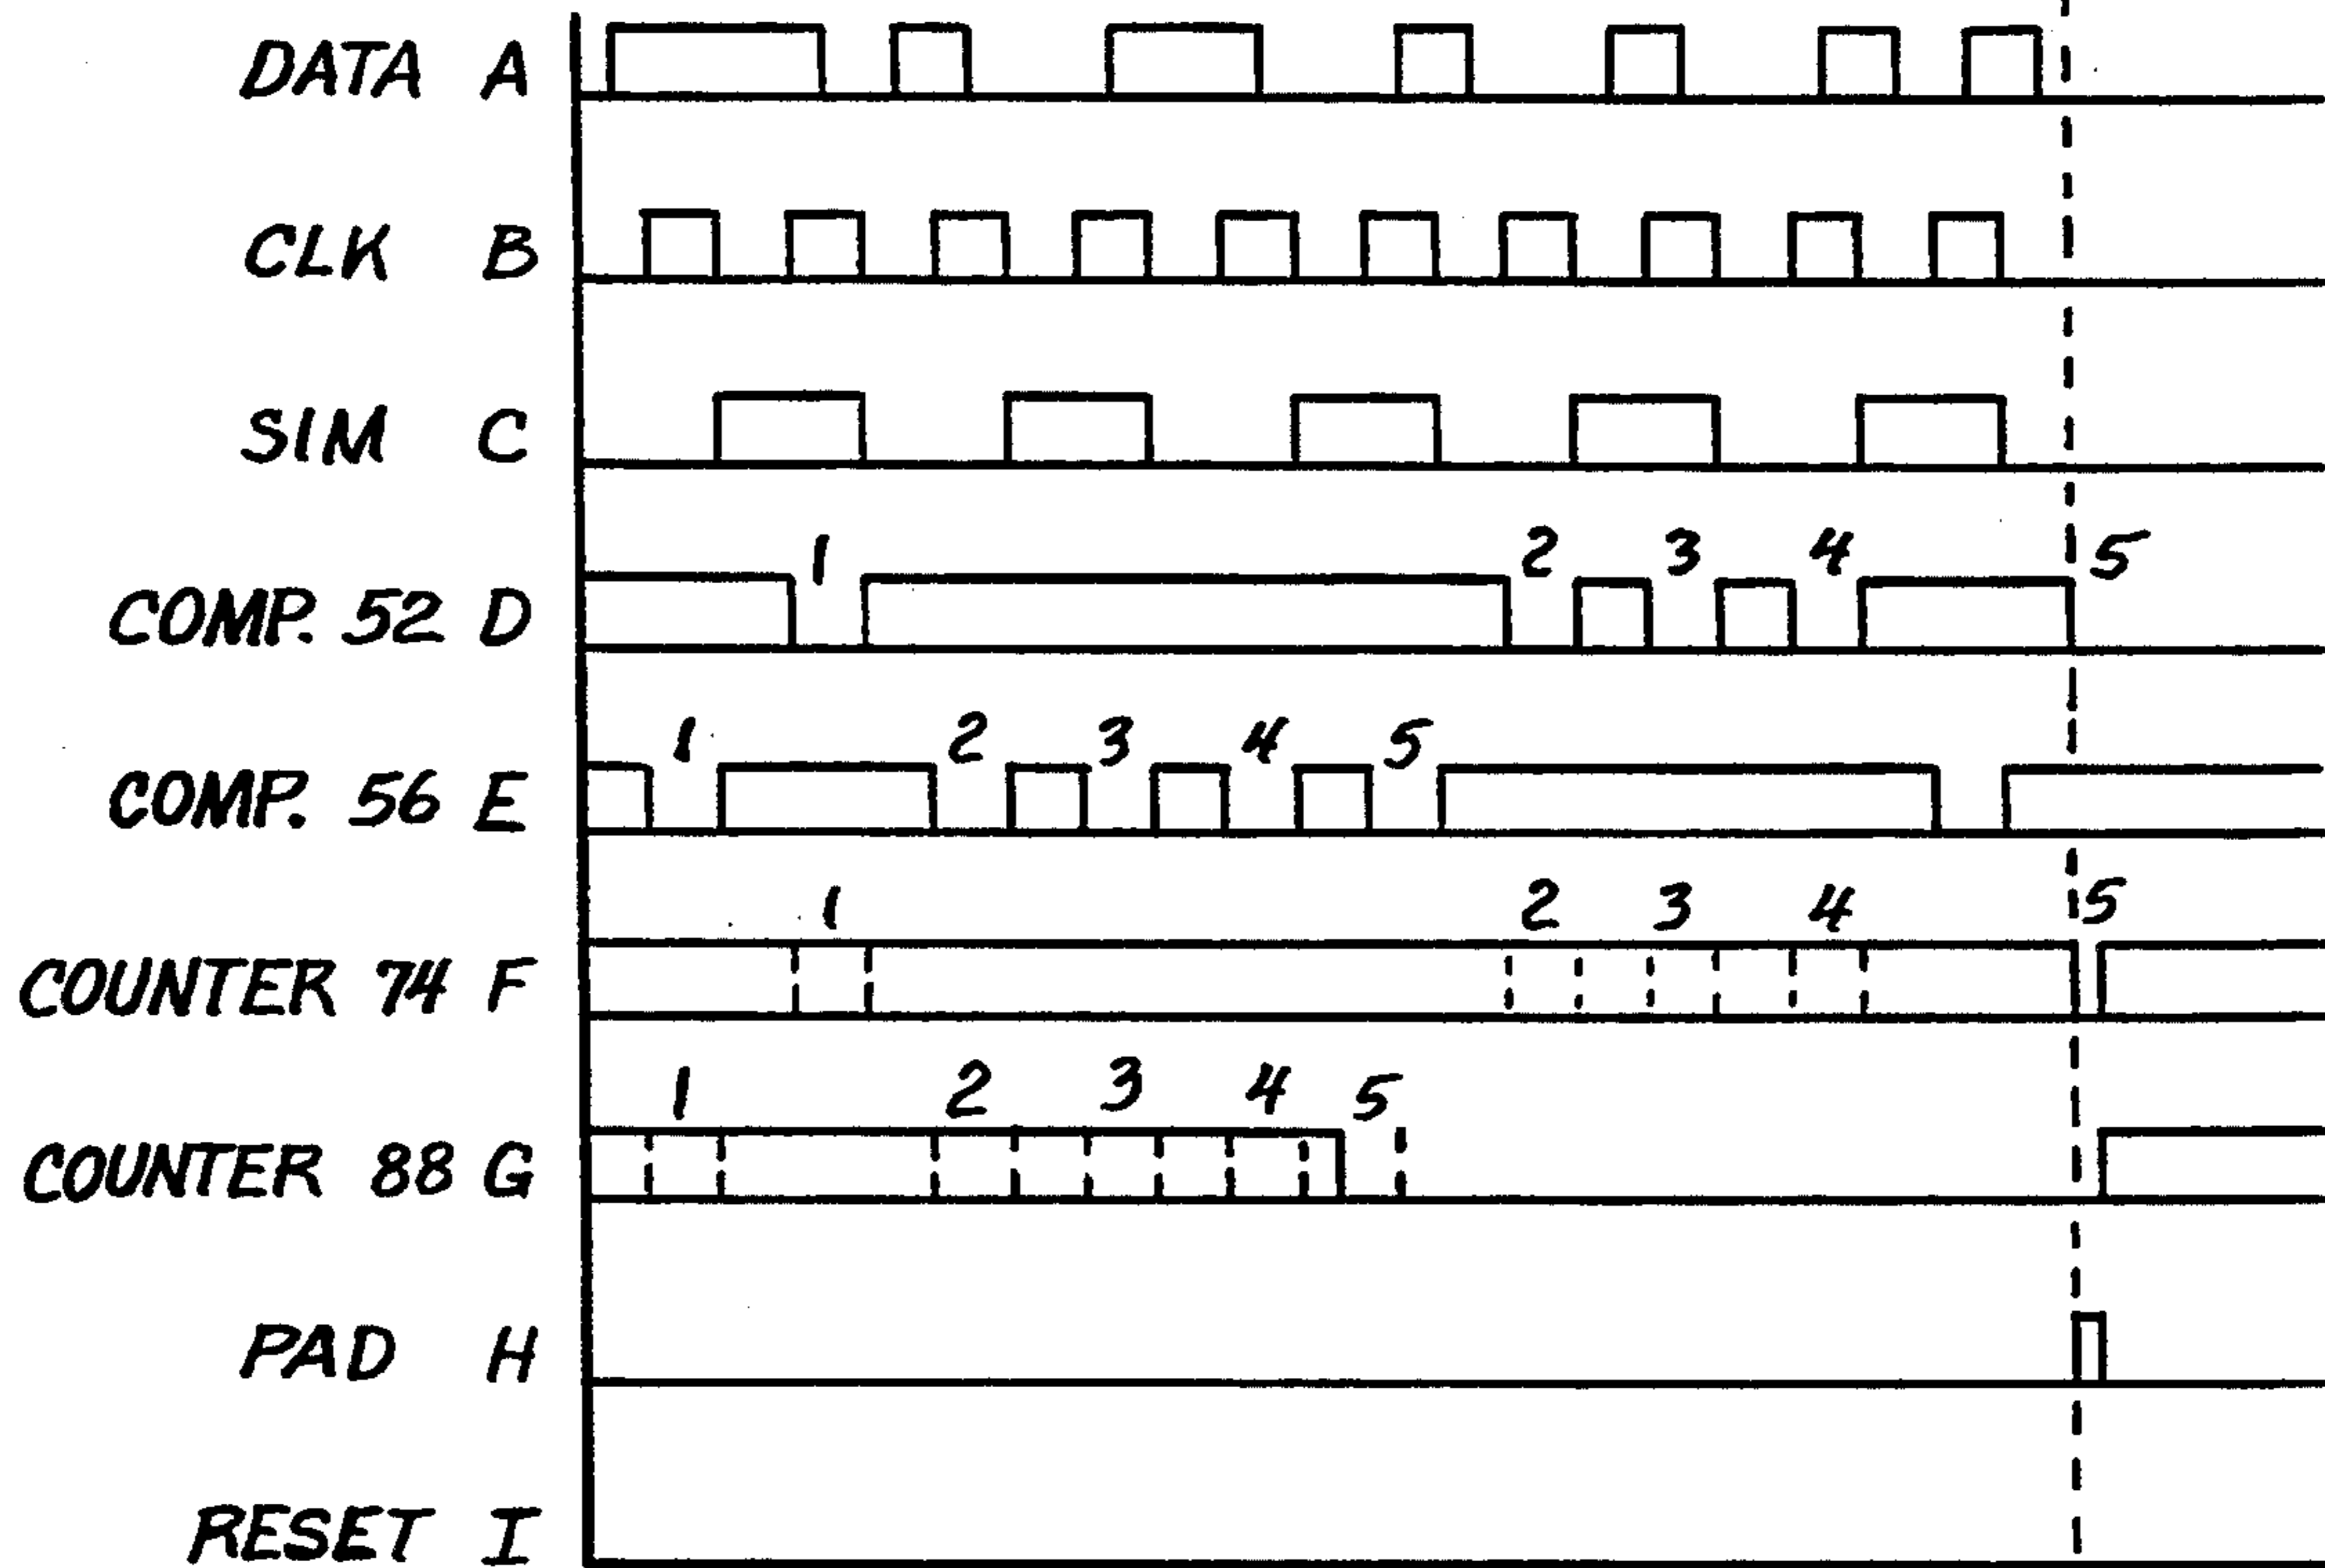 DATA A
CLK B
SIM C
1 2 3 4 5
COMP. 52 D
1 2 3 4 5
COMP. 56 E
1 2 3 4 5
COUNTER 74 F
1 2 3 4 5
COUNTER 88 G
PAD H
RESET I